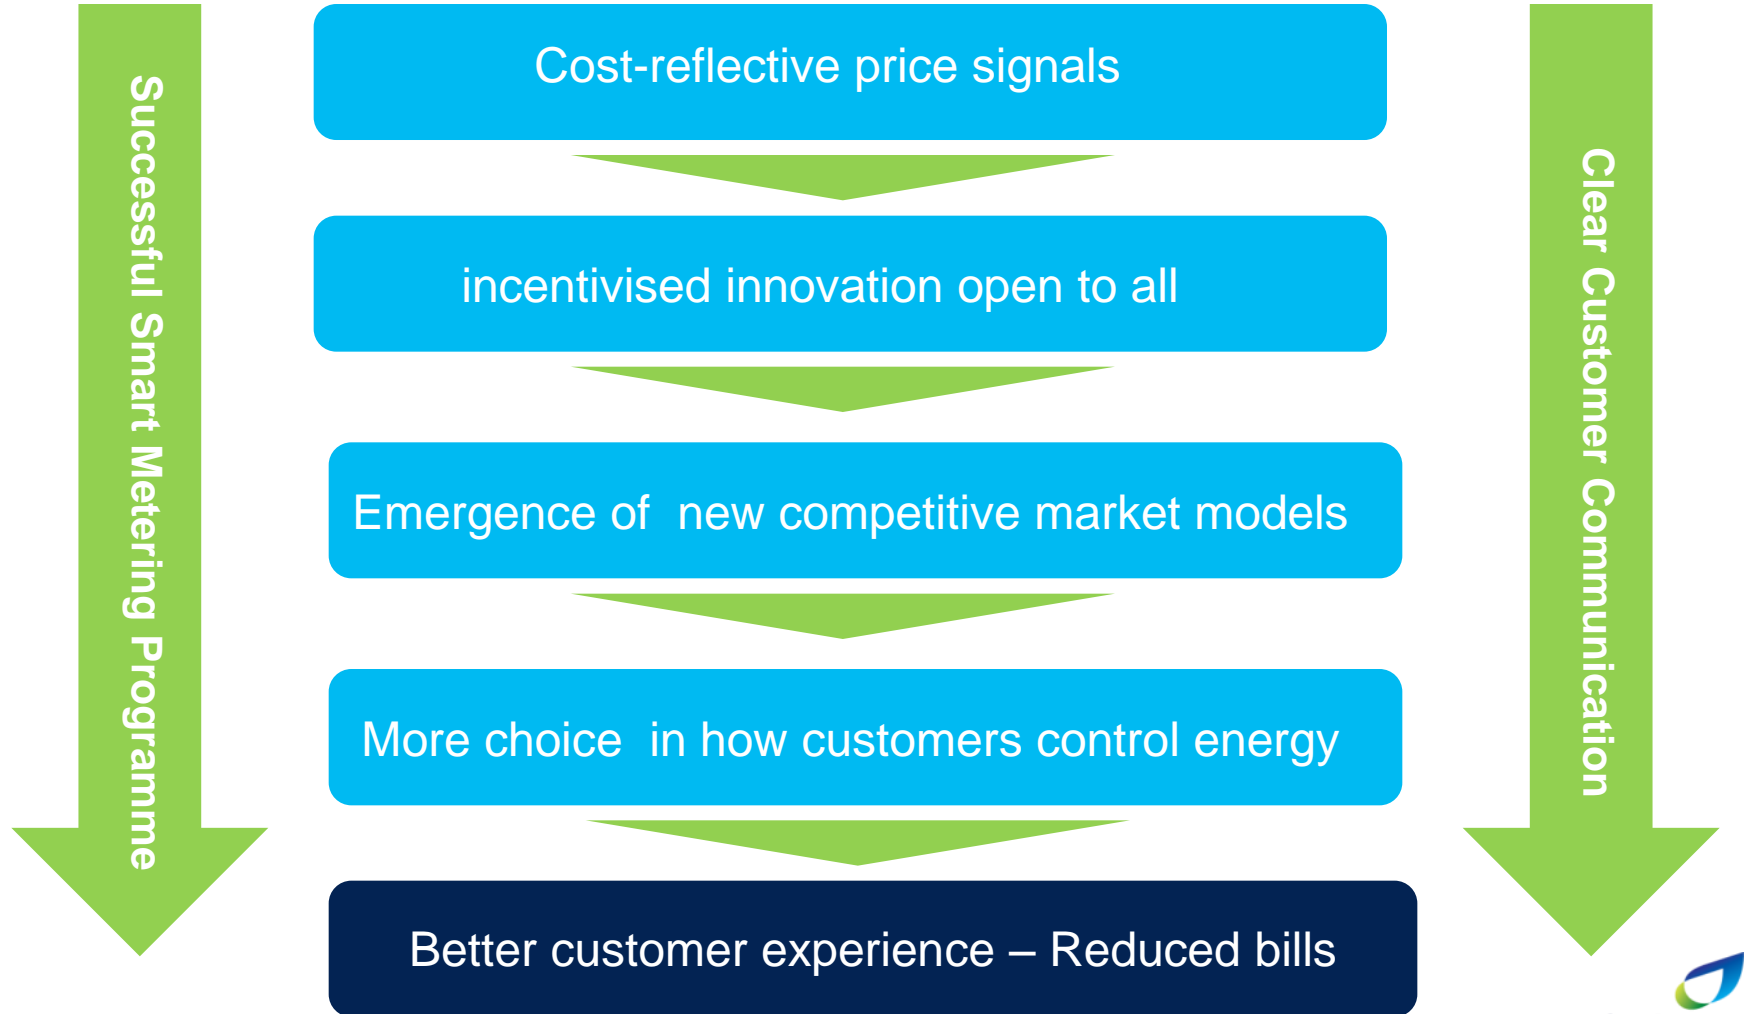 Successful Smart Metering Programme
Cost-reflective price signals
incentivised innovation open to all
Emergence of  new competitive market models
More choice  in how customers control energy
Better customer experience – Reduced bills
Clear Customer Communication